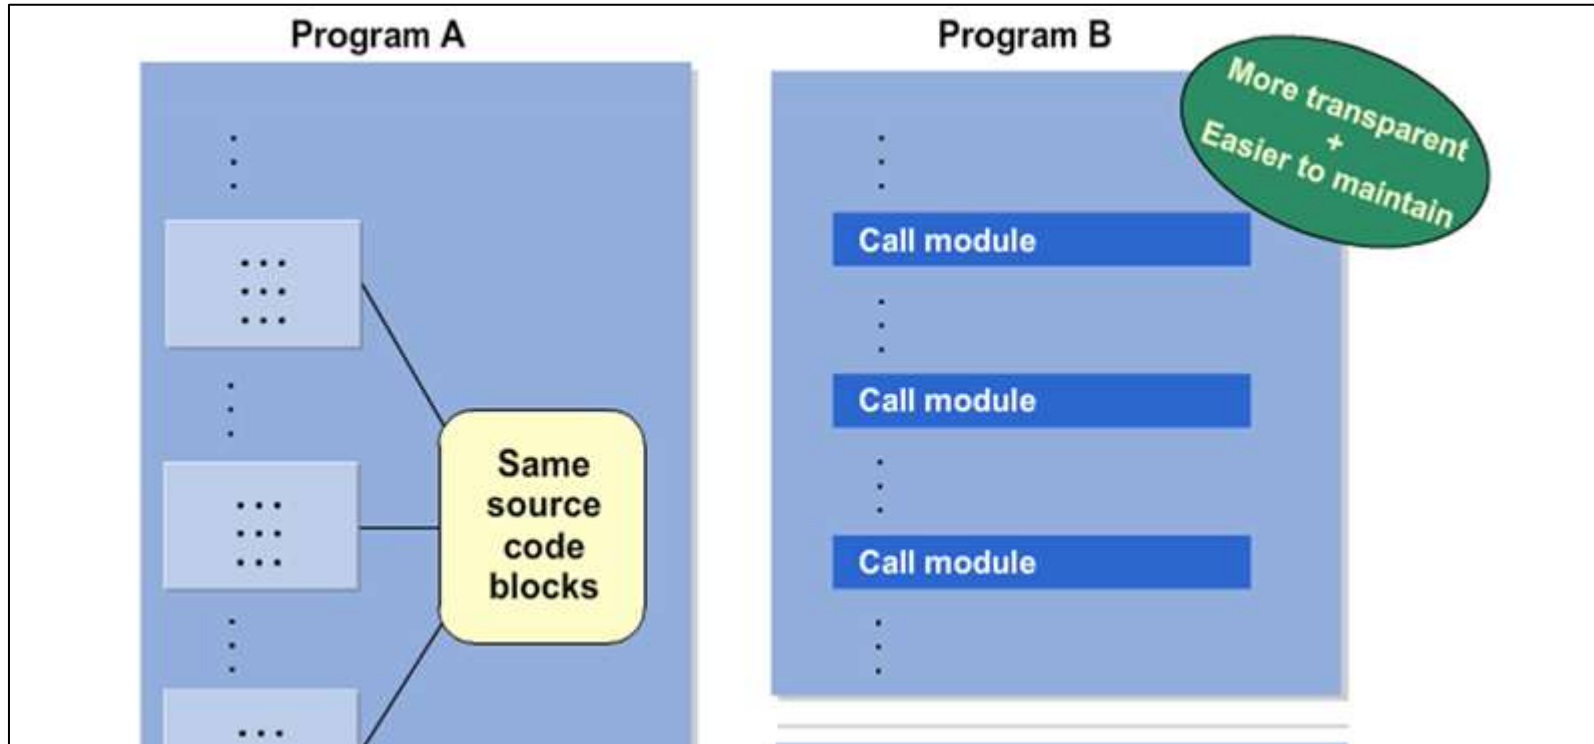 Program A
Same
source
code
blocks
Program B
More transparent
+
Easier to maintain
Call module
Call module
Call module